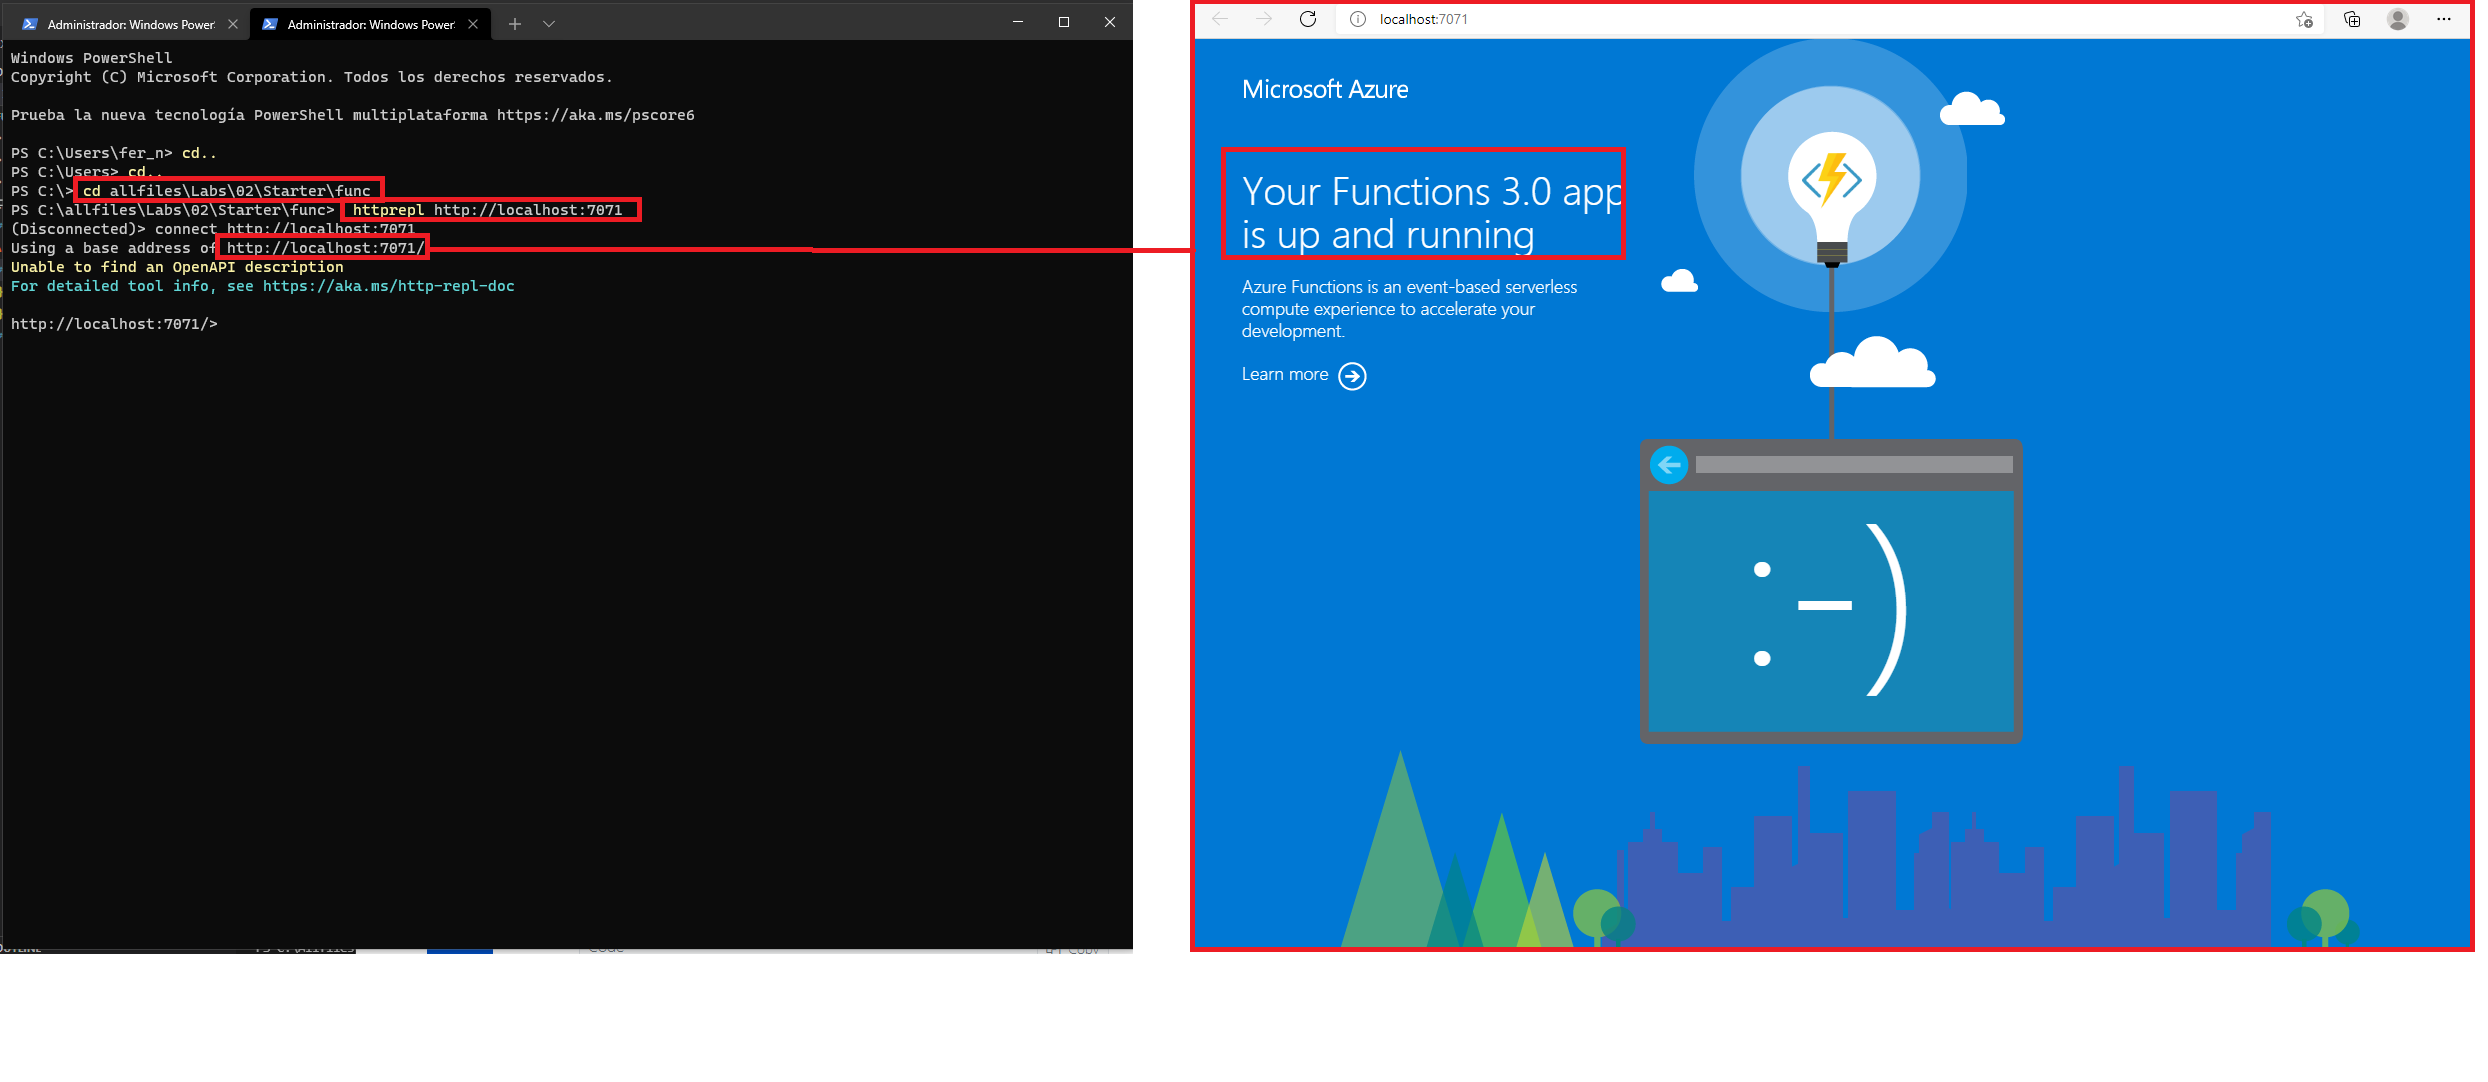 Administrador: Windows Power
Administrador: Windows Power
Windows PowerShell
Copyright (C) Microsoft Corporation. Todos los derechos reservados.
Prueba la nueva tecnología PowerShell multiplataforma https://aka.ms/pscore6
PS C:\Users\fer_n> cd..
PS C:\Users> cd..
PS C:\> cd allfiles\Labs\02\Starter\func
PS C:\allfiles\Labs\02\Starter\func> httprepl http://localhost:7071
(Disconnected)> connect http://localhost:7071
Using a base address of http://localhost:7071/
Unable to find an OpenAPI description
For detailed tool info, see https://aka.ms/http-repl-doc
http://localhost:7071/>
localhost:7071
Microsoft Azure
Your Functions 3.0 app
is up and running
Azure Functions is an event-based serverless
compute experience to accelerate your
development.
Learn more
:-)